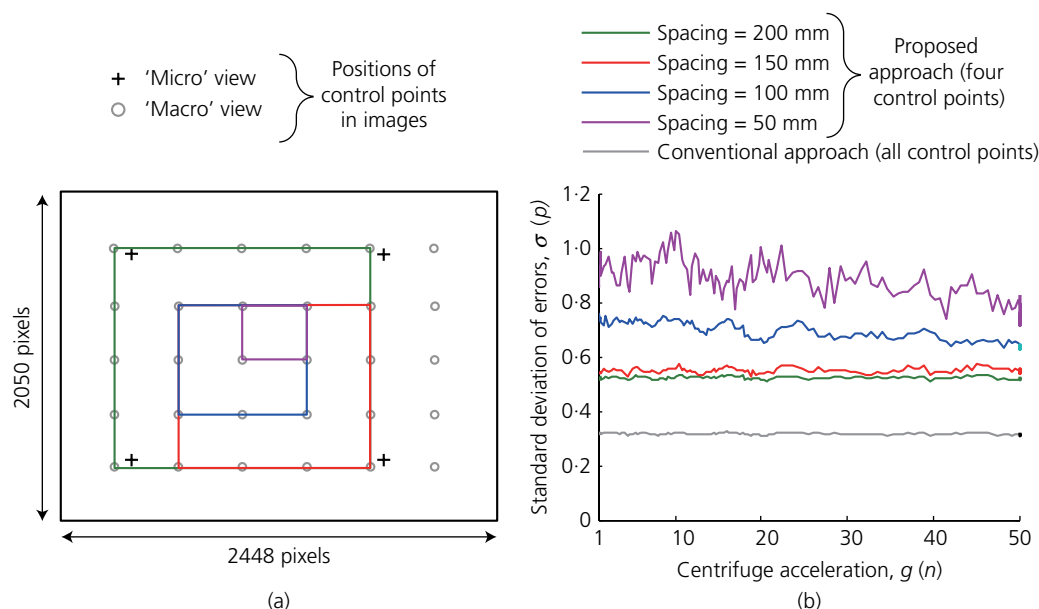 'Micro' view
'Macro' view
Positions of
control points
in images
Spacing = 200 mm
Spacing = 150 mm
Spacing = 100 mm
Spacing = 50 mm
Conventional approach (all control points)
Proposed
approach (four
control points)
2050 pixels
2448 pixels
(a)
Standard deviation of errors, σ (p)
1·2
1·0
0·8
0·6
0·4
0·2
0
1
10
20
30
40
50
Centrifuge acceleration, g (n)
(b)